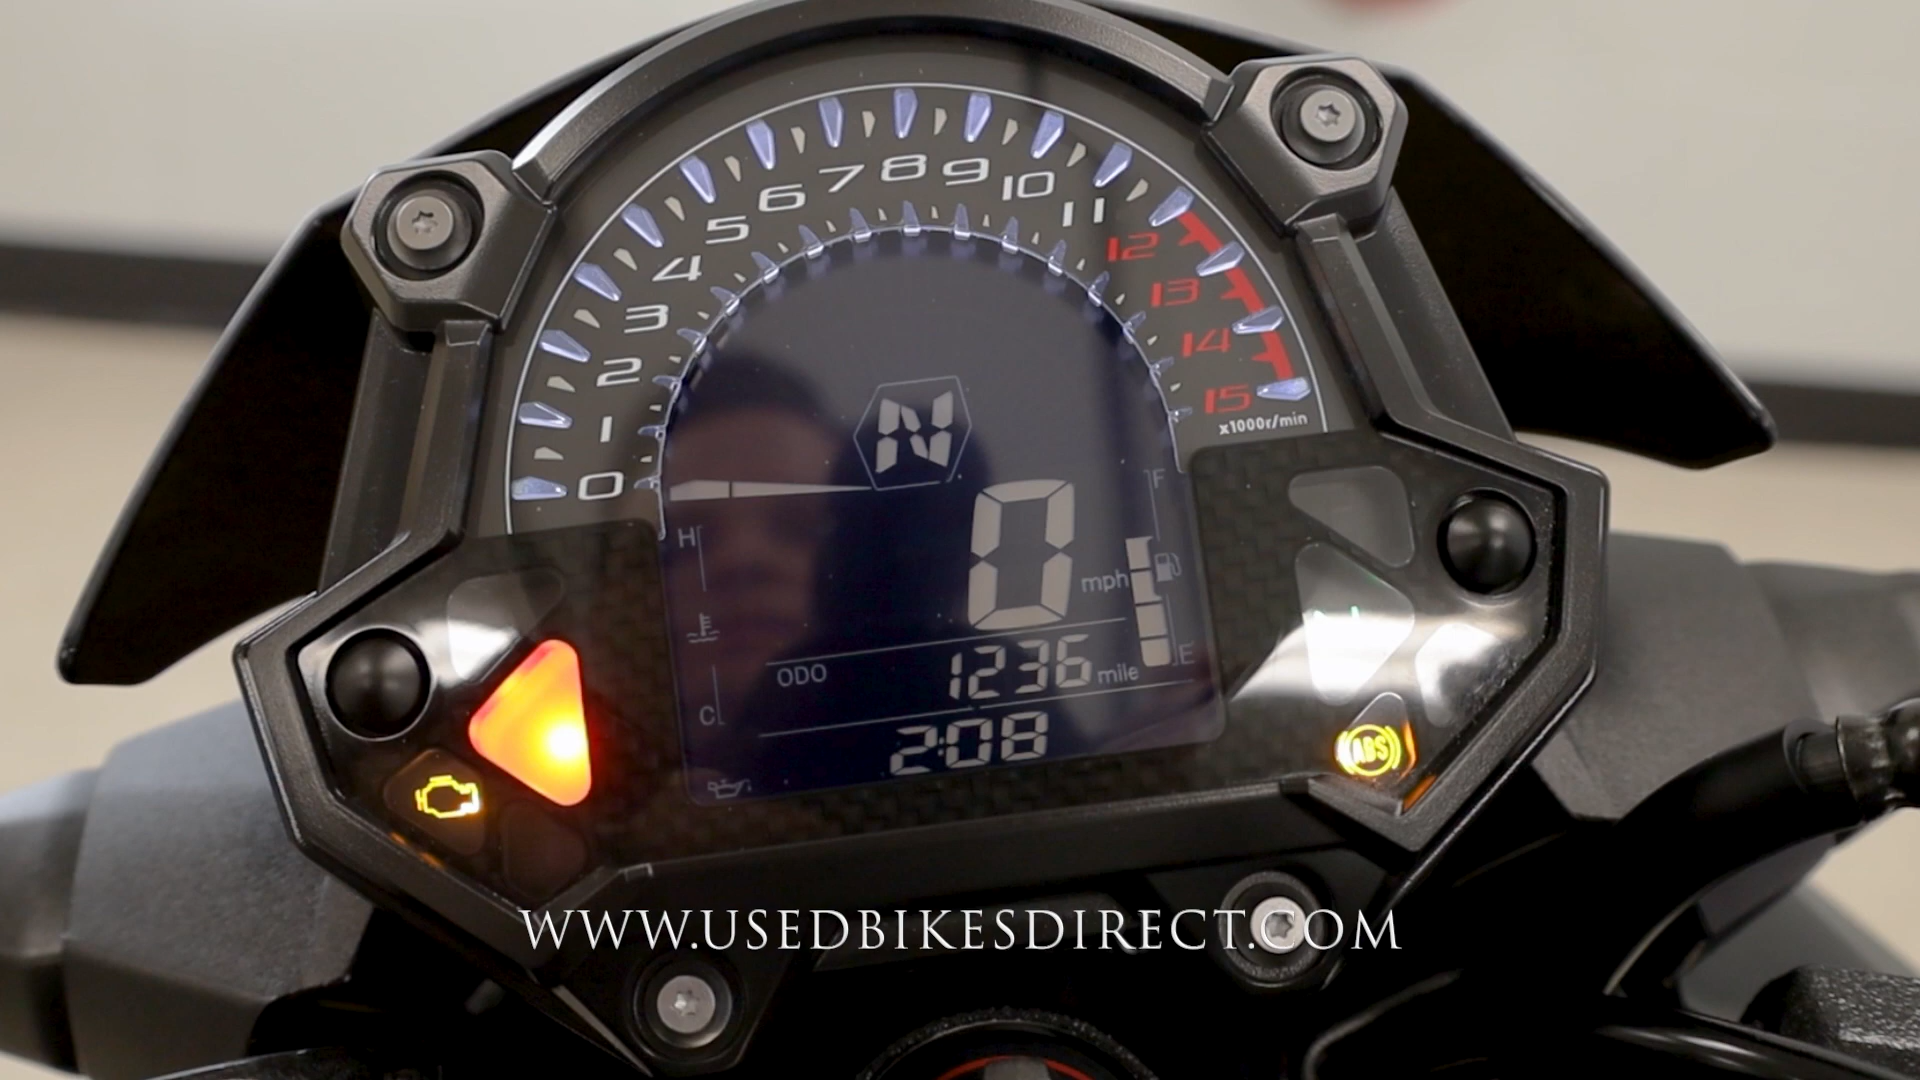 0 1 2 3 4 5 6 7 8 9 10 11 12 13 14 15
x1000r/min
N
H
F
0 mph
ODO 1236 mile
E
C
2:08
ABS
WWW.USEDBIKESDIRECT.COM